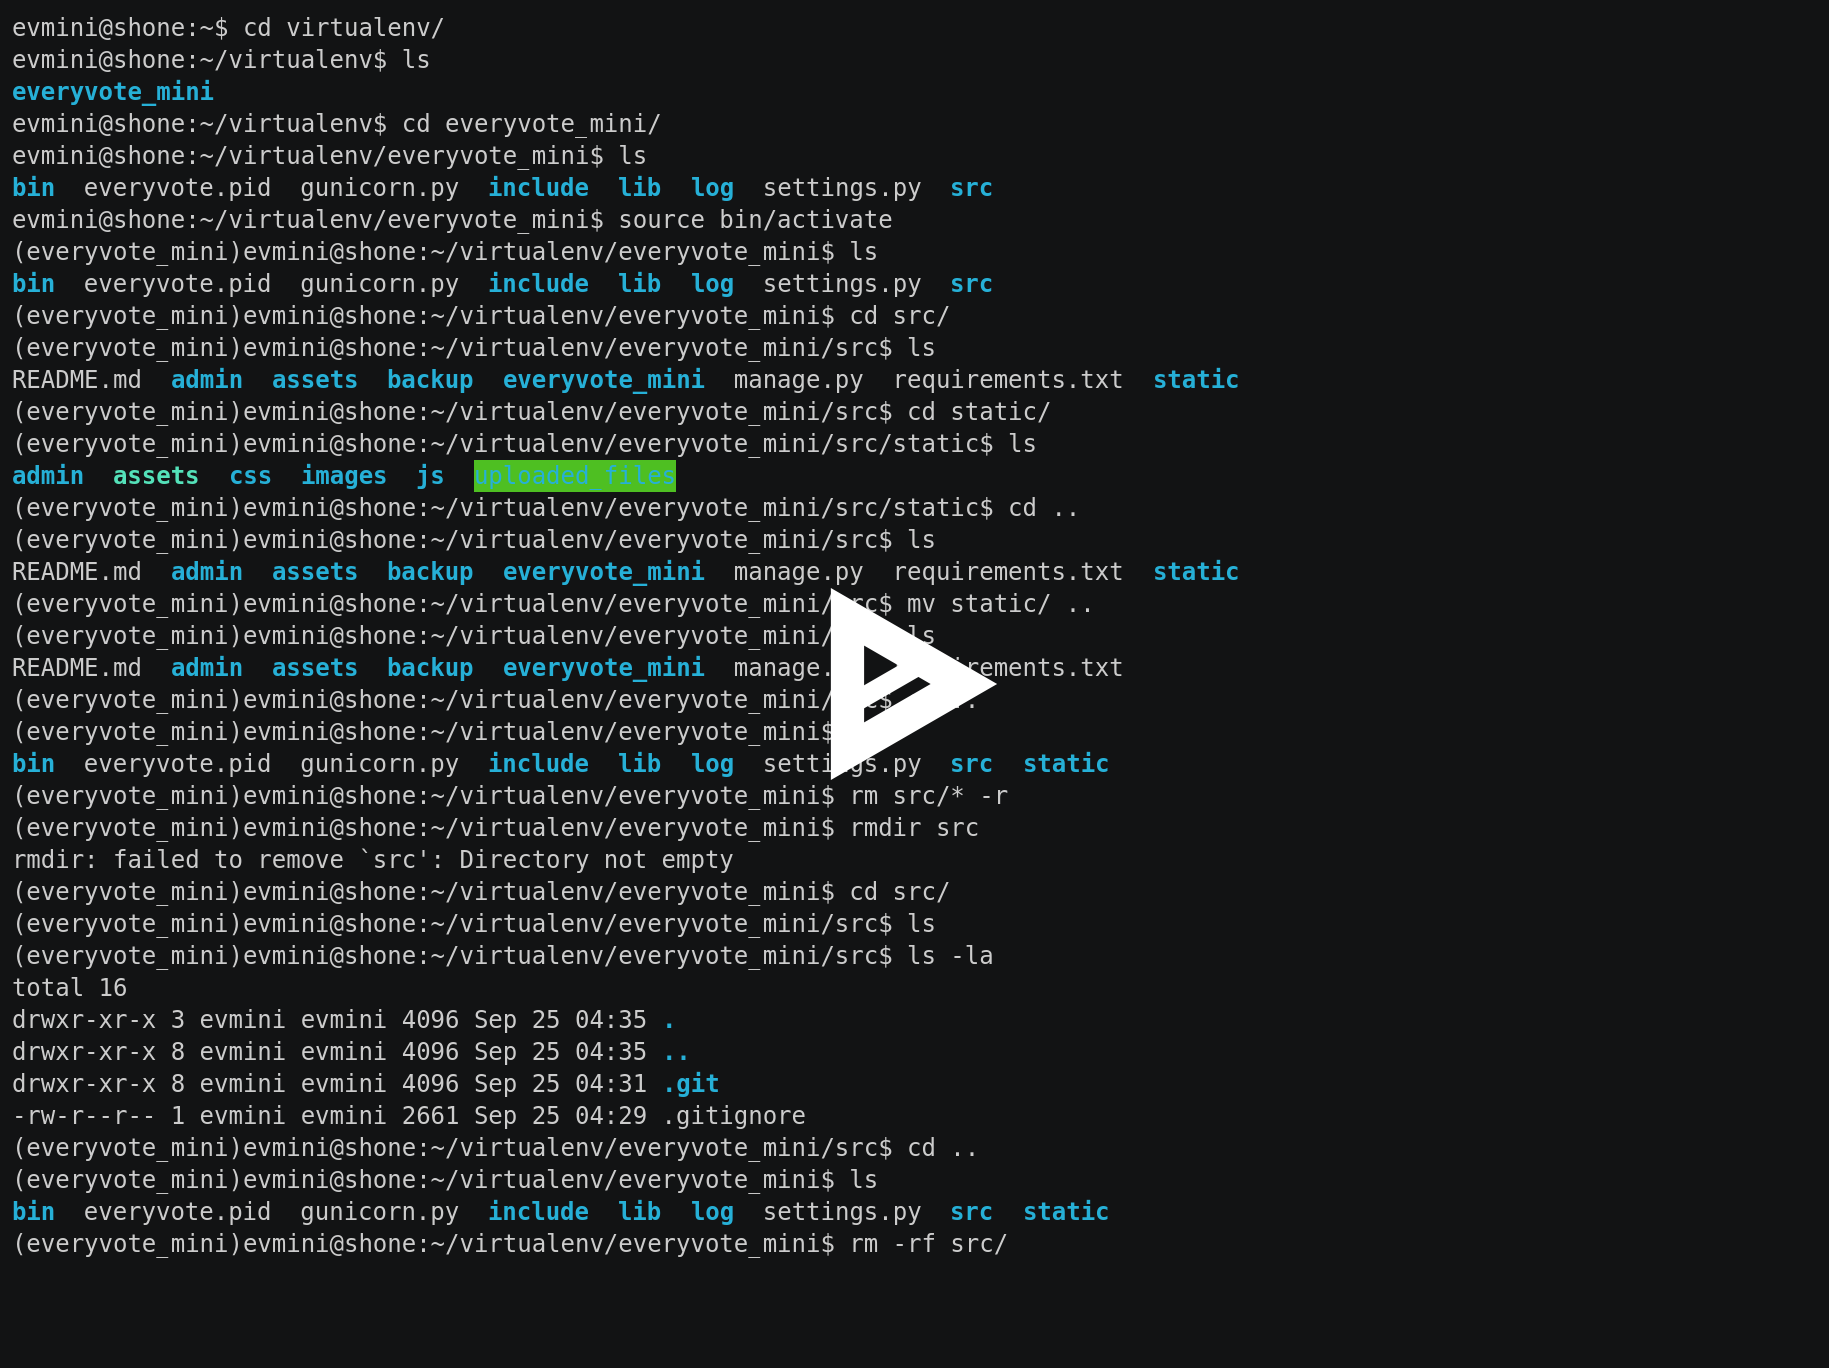 evmini@shone:~$ cd virtualenv/
evmini@shone:~/virtualenv$ ls
everyvote_mini
evmini@shone:~/virtualenv$ cd everyvote_mini/
evmini@shone:~/virtualenv/everyvote_mini$ ls
bin  everyvote.pid  gunicorn.py  include  lib  log  settings.py  src
evmini@shone:~/virtualenv/everyvote_mini$ source bin/activate
(everyvote_mini)evmini@shone:~/virtualenv/everyvote_mini$ ls
bin  everyvote.pid  gunicorn.py  include  lib  log  settings.py  src
(everyvote_mini)evmini@shone:~/virtualenv/everyvote_mini$ cd src/
(everyvote_mini)evmini@shone:~/virtualenv/everyvote_mini/src$ ls
README.md  admin  assets  backup  everyvote_mini  manage.py  requirements.txt  static
(everyvote_mini)evmini@shone:~/virtualenv/everyvote_mini/src$ cd static/
(everyvote_mini)evmini@shone:~/virtualenv/everyvote_mini/src/static$ ls
admin  assets  css  images  js  uploaded files
(everyvote_mini)evmini@shone:~/virtualenv/everyvote_mini/src/static$ cd ..
(everyvote_mini)evmini@shone:~/virtualenv/everyvote_mini/src$ ls
README.md  admin  assets  backup  everyvote_mini  manage.py  requirements.txt  static
(everyvote_mini)evmini@shone:~/virtualenv/everyvote_mini/src$ mv static/ ..
(everyvote_mini)evmini@shone:~/virtualenv/everyvote_mini/ ls
README.md  admin  assets  backup  everyvote_mini
(everyvote_mini)evmini@shone:~/virtualenv/everyvote_mini/
(everyvote_mini)evmini@shone:~/virtualenv/everyvote_mini$
bin  everyvote.pid  gunicorn.py  include  lib  log  settings.py  src  static
(everyvote_mini)evmini@shone:~/virtualenv/everyvote_mini$ rm src/* -r
(everyvote_mini)evmini@shone:~/virtualenv/everyvote_mini$ rmdir src
rmdir: failed to remove `src': Directory not empty
(everyvote_mini)evmini@shone:~/virtualenv/everyvote_mini$ cd src/
(everyvote_mini)evmini@shone:~/virtualenv/everyvote_mini/src$ ls
(everyvote_mini)evmini@shone:~/virtualenv/everyvote_mini/src$ ls -la
total 16
drwxr-xr-x 3 evmini evmini 4096 Sep 25 04:35 .
drwxr-xr-x 8 evmini evmini 4096 Sep 25 04:35 ..
drwxr-xr-x 8 evmini evmini 4096 Sep 25 04:31 .git
-rw-r--r-- 1 evmini evmini 2661 Sep 25 04:29 .gitignore
(everyvote_mini)evmini@shone:~/virtualenv/everyvote_mini/src$ cd ..
(everyvote_mini)evmini@shone:~/virtualenv/everyvote_mini$ ls
bin  everyvote.pid  gunicorn.py  include  lib  log  settings.py  src  static
(everyvote_mini)evmini@shone:~/virtualenv/everyvote_mini$ rm -rf src/